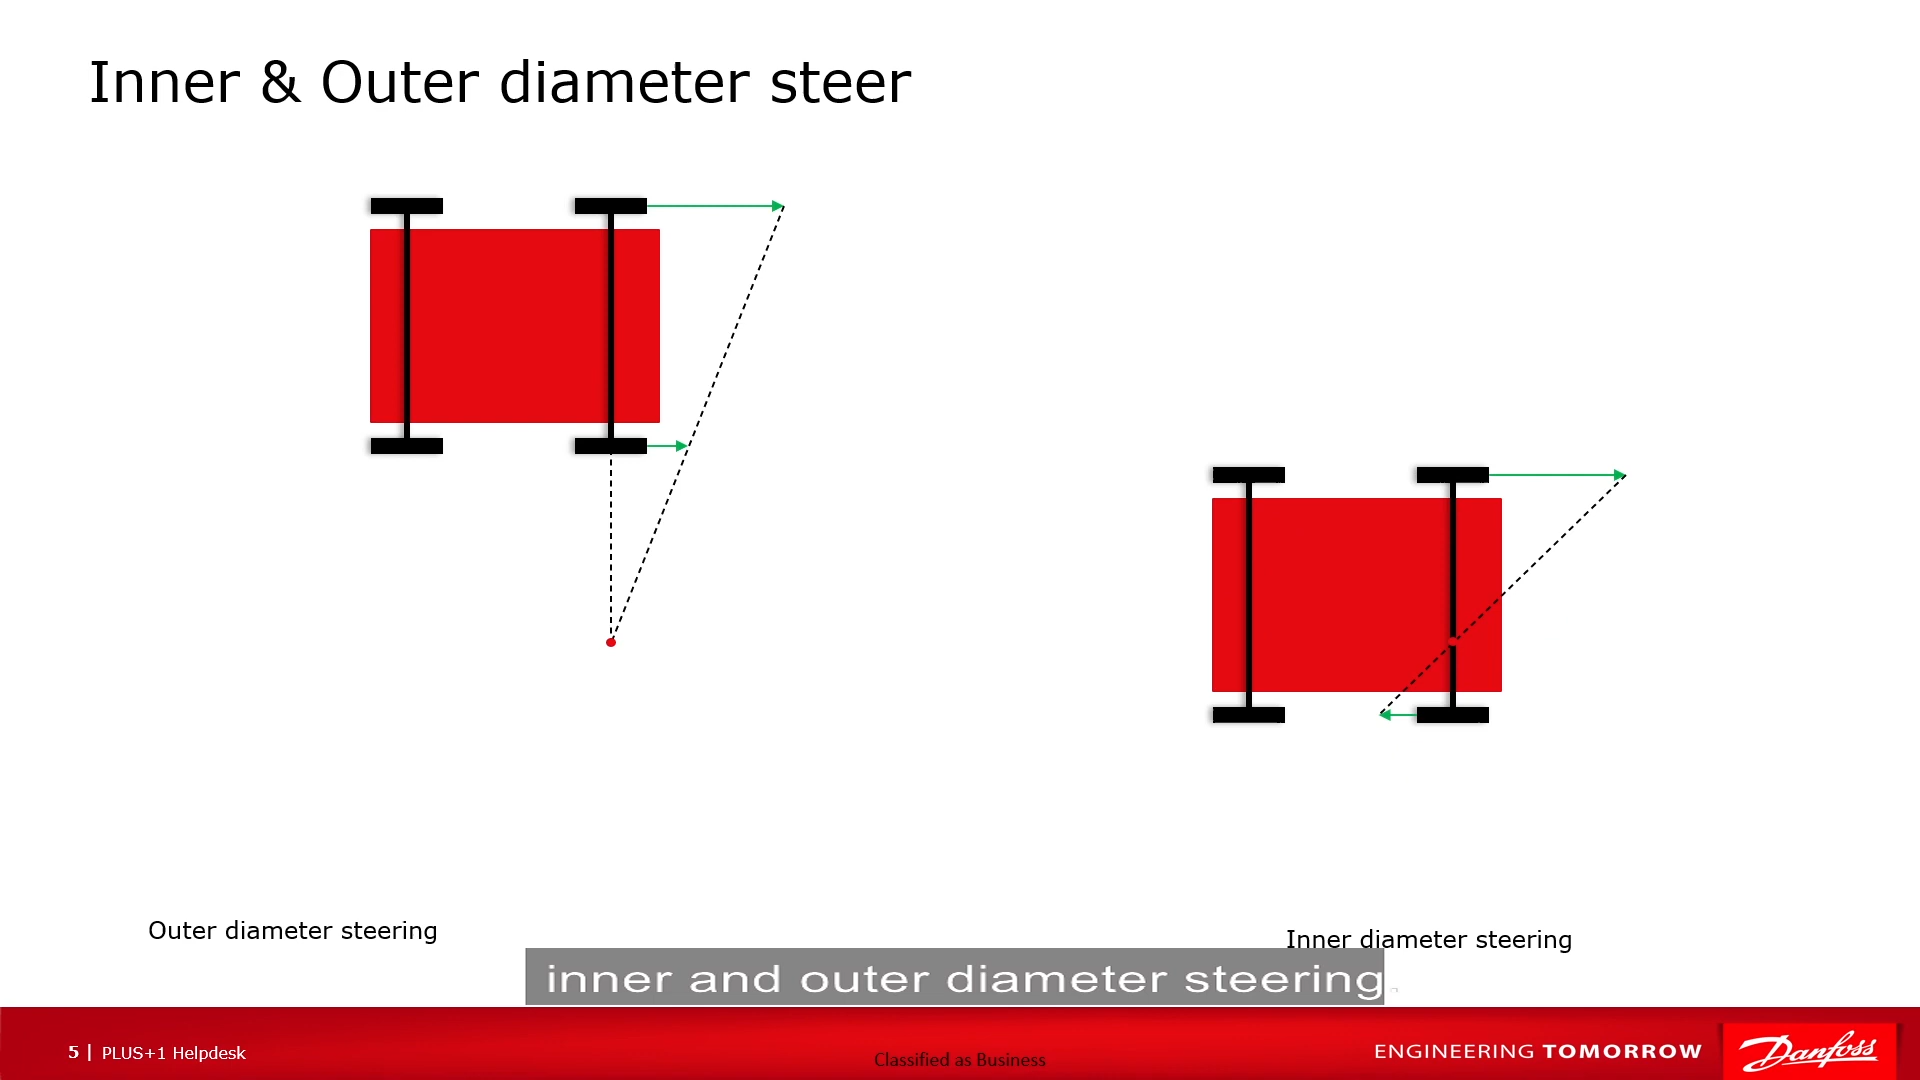 Inner & Outer diameter steer
Outer diameter steering
Inner diameter steering
inner and outer diameter steering.
5 | PLUS+1 Helpdesk
Classified as Business
ENGINEERING TOMORROW
Danfoss